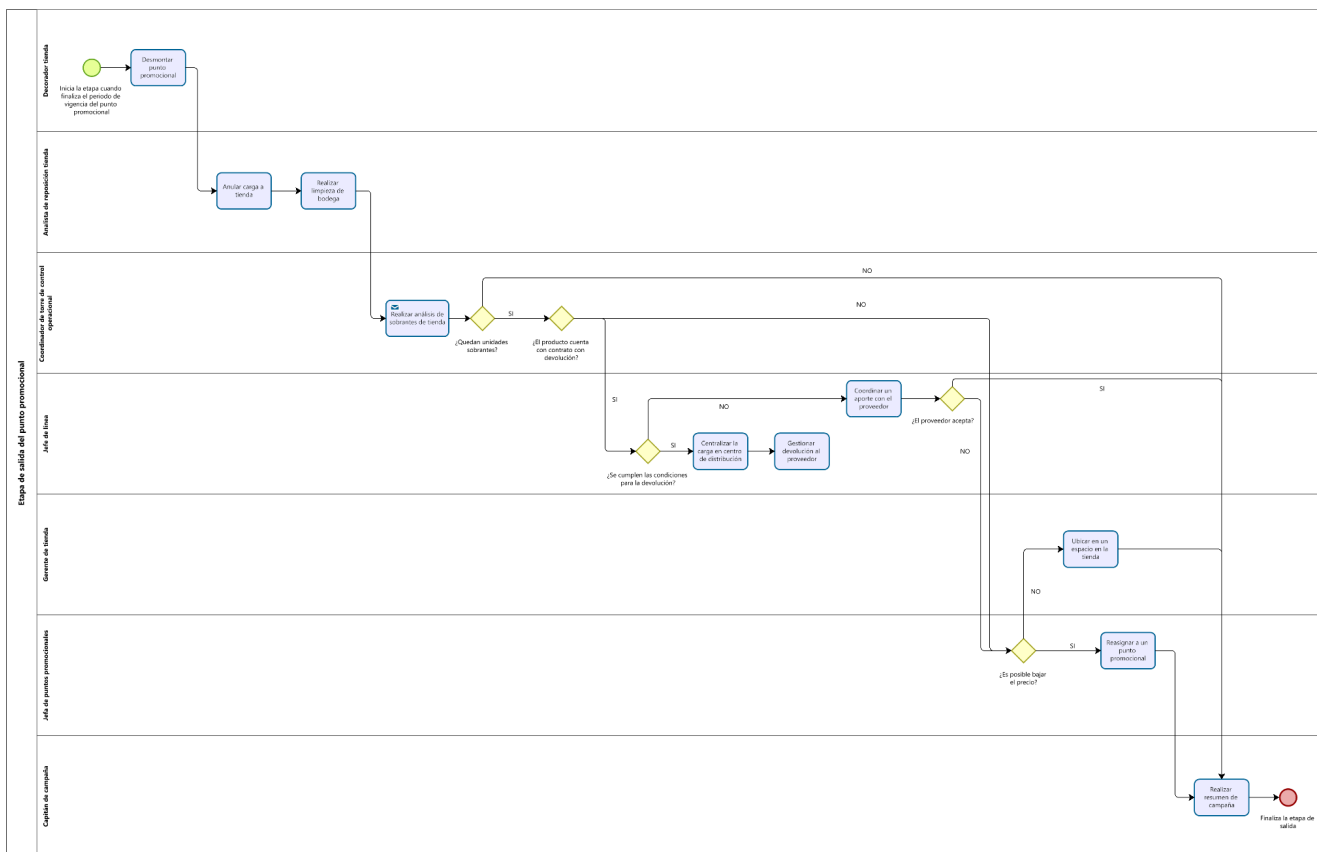 Etapa de salida del punto promocional
Decorador tienda
Inicia la etapa cuando
finaliza el periodo de
vigencia del punto
promocional
Desmontar
punto
promocional
Analista de reposición tienda
Anular carga a
tienda
Realizar
limpieza de
bodega
Coordinador de torre de control
operacional
Realizar análisis de
sobrantes de tienda
¿Quedan unidades
sobrantes?
NO
SI
¿El producto cuenta
con contrato con
devolución?
NO
SI
Jefe de línea
¿Se cumplen las condiciones
para la devolución?
NO
SI
Centralizar la
carga en centro
de distribución
Gestionar
devolución al
proveedor
Coordinar un
aporte con el
proveedor
¿El proveedor acepta?
SI
NO
Gerente de tienda
Ubicar en un
espacio en la
tienda
NO
Jefa de puntos promocionales
¿Es posible bajar
el precio?
SI
Reasignar a un
punto
promocional
Capitán de campaña
Realizar
resumen de
campaña
Finaliza la etapa de
salida